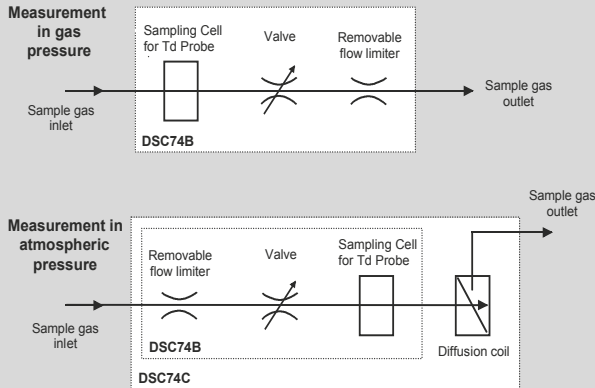 Measurement
in gas
pressure
Sampling Cell
for Td Probe
Valve
Removable
flow limiter
Sample gas
inlet
Sample gas
outlet
DSC74B
Measurement in
atmospheric
pressure
Sample gas
outlet
Removable
flow limiter
Valve
Sampling Cell
for Td Probe
Sample gas
inlet
DSC74B
Diffusion coil
DSC74C